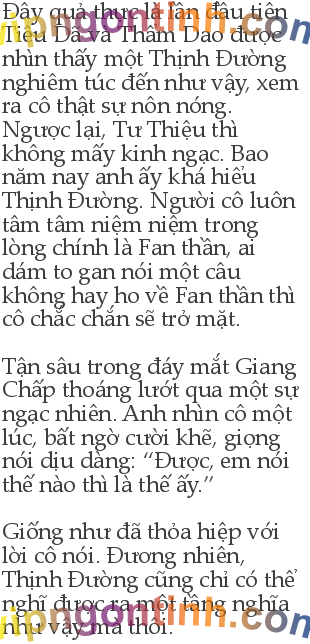 Đây quả thực là lần đầu tiên
Tiểu Dã và Thẩm Dao được
nhìn thấy một Thịnh Đường
nghiêm túc đến như vậy, xem
ra cô thật sự nôn nóng.
Ngược lại, Tư Thiệu thì
không mấy kinh ngạc. Bao
năm nay anh ấy khá hiểu
Thịnh Đường. Người cô luôn
tâm tâm niệm niệm trong
lòng chính là Fan thần, ai
dám to gan nói một câu
không hay ho về Fan thần thì
cô chắc chắn sẽ trở mặt.
Tận sâu trong đáy mắt Giang
Chấp thoáng lướt qua một sự
ngạc nhiên. Anh nhìn cô một
lúc, bất ngờ cười khẽ, giọng
nói dịu dàng: “Được, em nói
thế nào thì là thế ấy.”
Giống như đã thỏa hiệp với
lời cô nói. Đương nhiên,
Thịnh Đường cũng chỉ có thể
nghĩ được ra một tầng nghĩa
như vậy mà thôi.